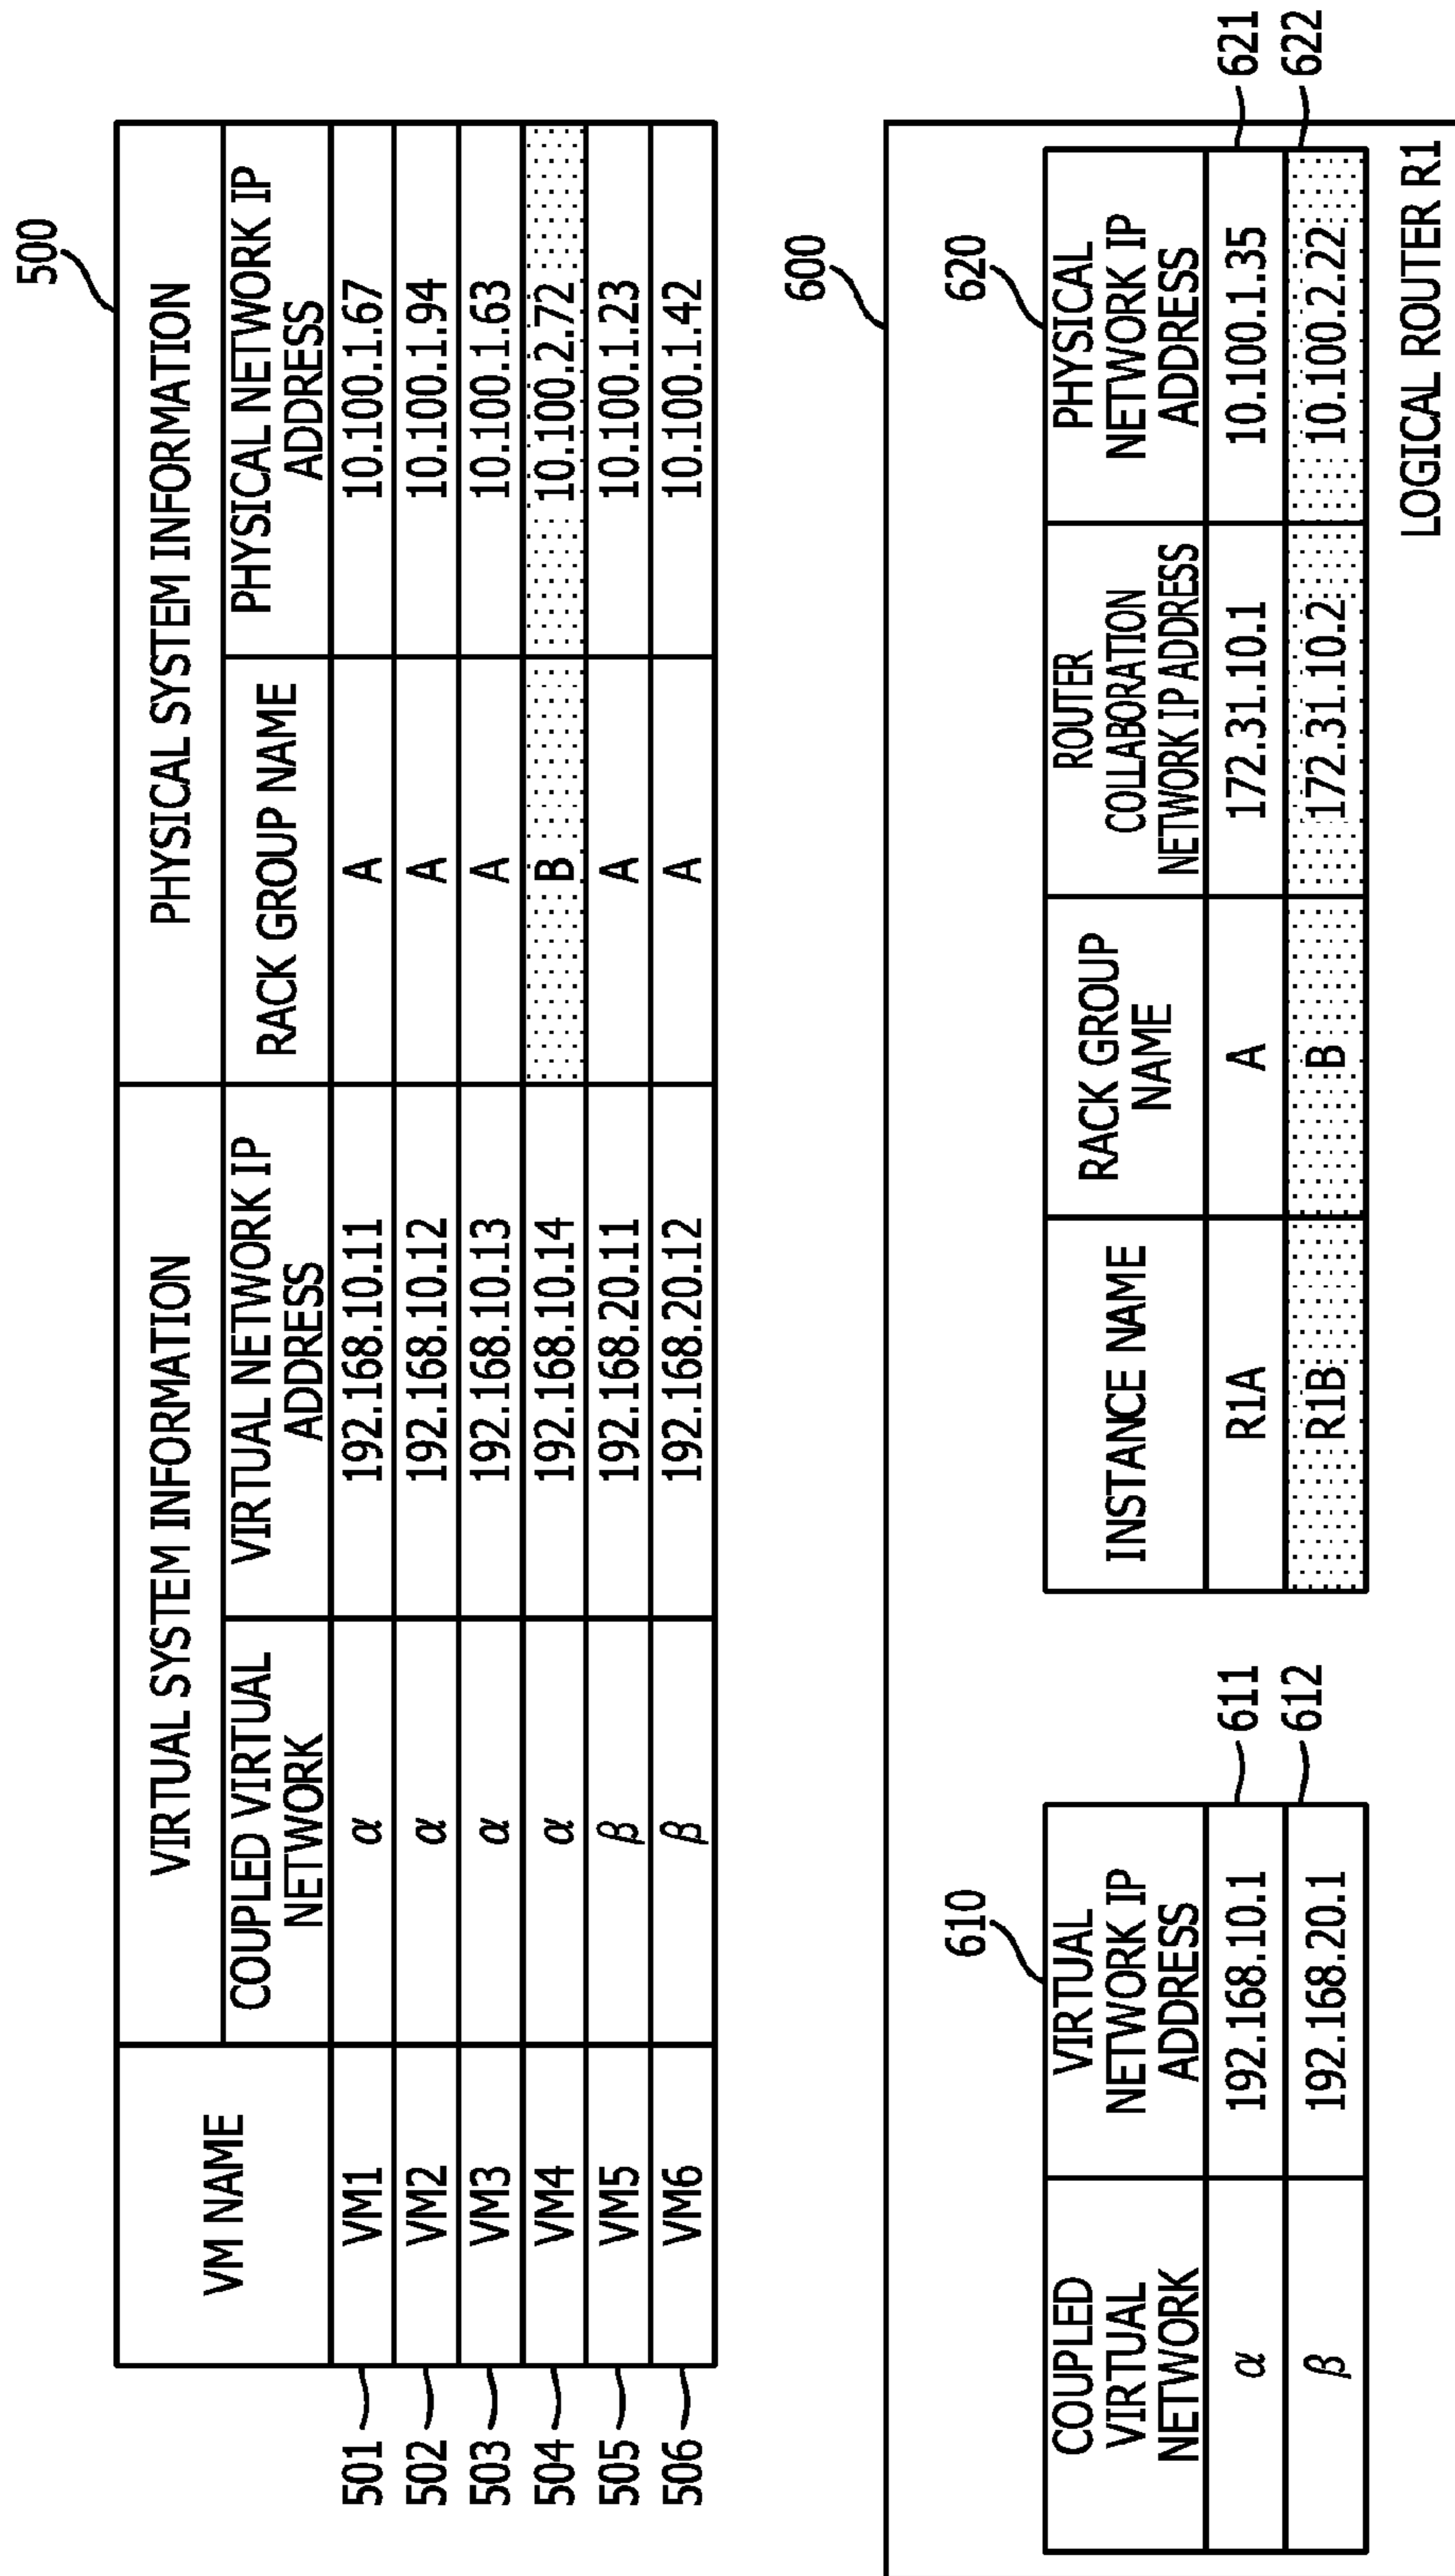 500
VM NAME
VIRTUAL SYSTEM INFORMATION
PHYSICAL SYSTEM INFORMATION
COUPLED VIRTUAL
NETWORK
VIRTUAL NETWORK IP
ADDRESS
RACK GROUP NAME
PHYSICAL NETWORK IP
ADDRESS
501 VM1 α 192.168.10.11 A 10.100.1.67
502 VM2 α 192.168.10.12 A 10.100.1.94
503 VM3 α 192.168.10.13 A 10.100.1.63
504 VM4 α 192.168.10.14 B 10.100.2.72
505 VM5 β 192.168.20.11 A 10.100.1.23
506 VM6 β 192.168.20.12 A 10.100.1.42
600
610
COUPLED
VIRTUAL
NETWORK
VIRTUAL
NETWORK IP
ADDRESS
α 192.168.10.1 611
β 192.168.20.1 612
620
INSTANCE NAME
RACK GROUP
NAME
ROUTER
COLLABORATION
NETWORK IP ADDRESS
PHYSICAL
NETWORK IP
ADDRESS
R1A A 172.31.10.1 10.100.1.35 621
R1B B 172.31.10.2 10.100.2.22 622
LOGICAL ROUTER R1